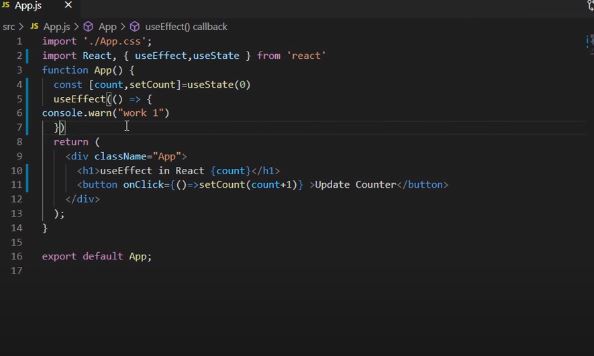 JS App.js ×
src > JS App.js > App > useEffect() callback
1 import './App.css';
2 import React, { useEffect,useState } from 'react'
3 function App() {
4 const [count,setCount]=useState(0)
5 useEffect(() => {
6 console.warn("work 1")
7 })
8 return (
9 <div className="App">
10 <h1>useEffect in React {count}</h1>
11 <button onClick={()=>setCount(count+1)} >Update Counter</button>
12 </div>
13 );
14 }
15
16 export default App;
17